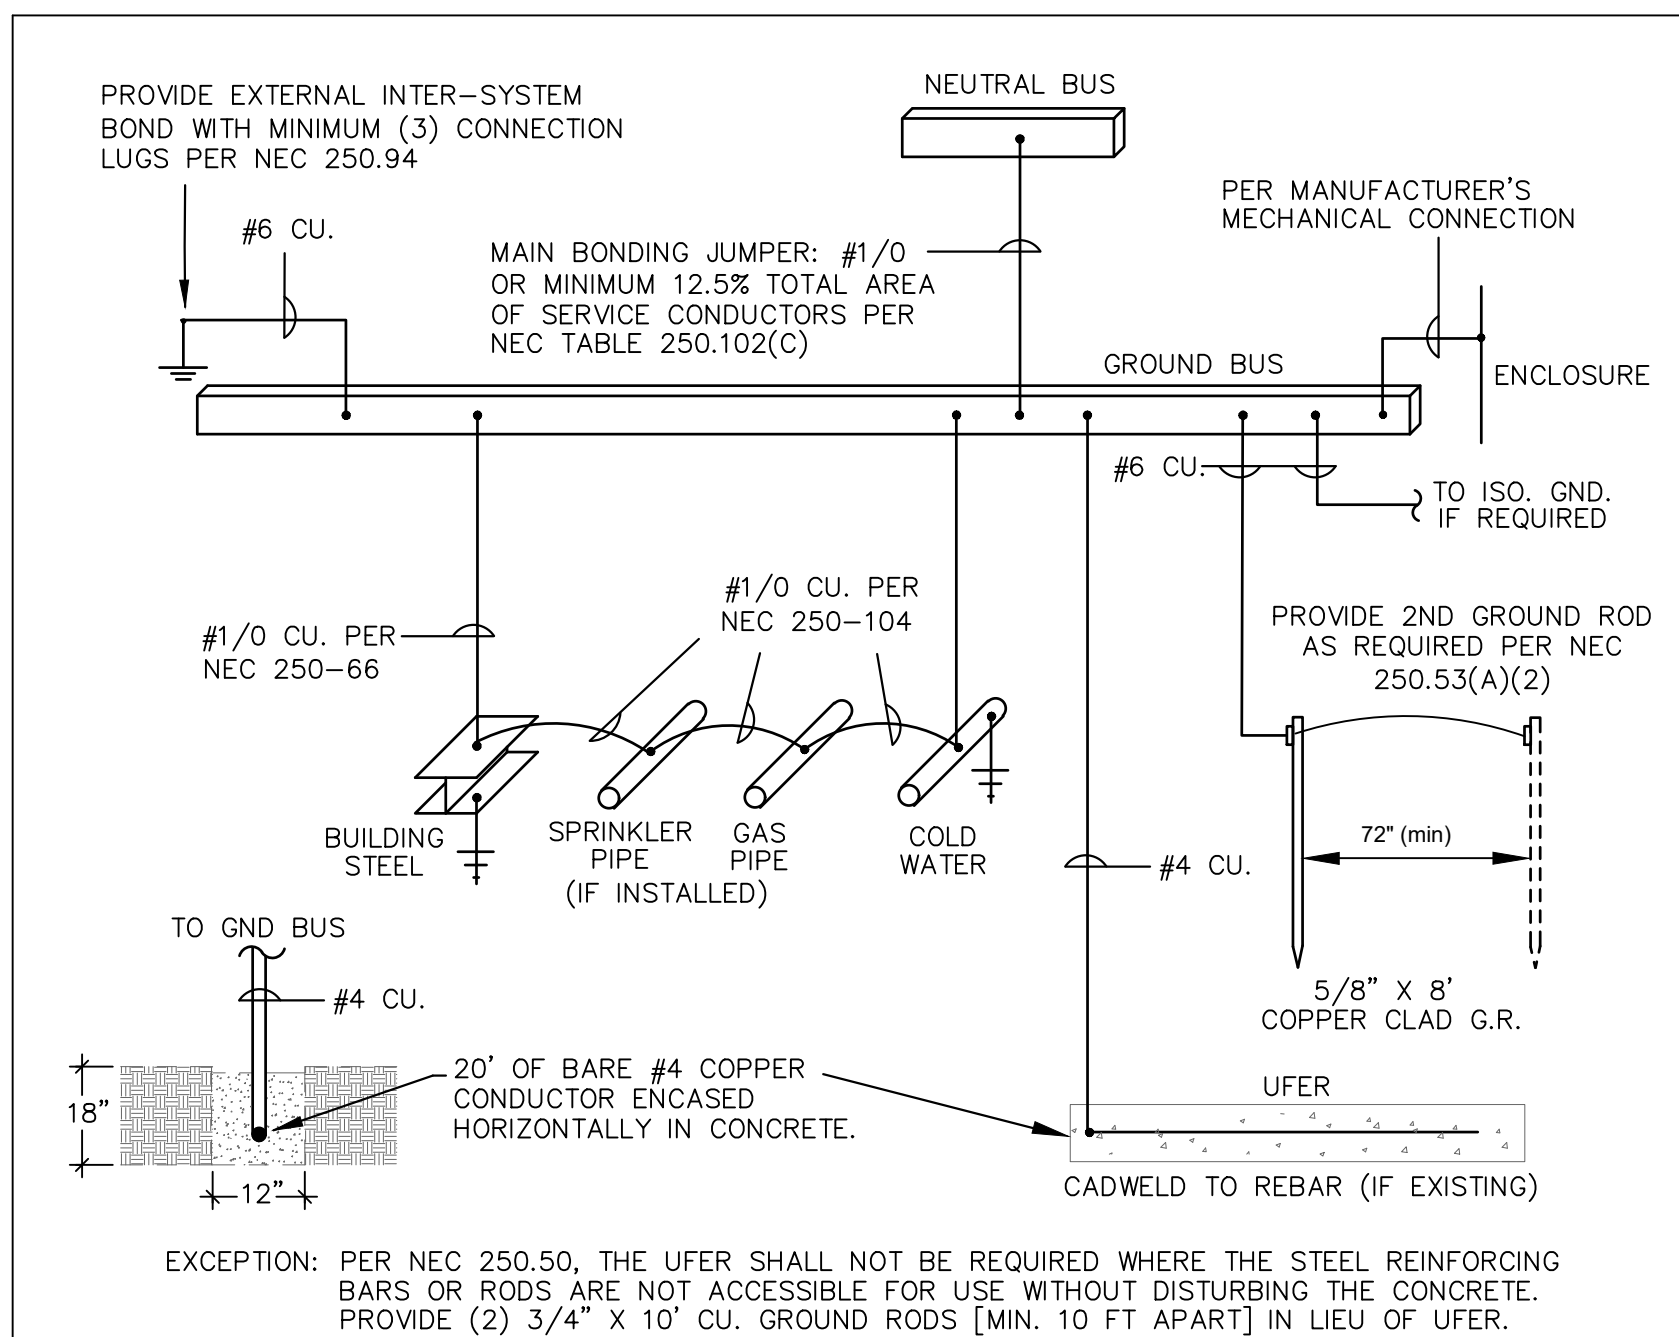 PROVIDE EXTERNAL INTER-SYSTEM
BOND WITH MINIMUM (3) CONNECTION
LUGS PER NEC 250.94
#6 CU.
NEUTRAL BUS
MAIN BONDING JUMPER: #1/0
OR MINIMUM 12.5% TOTAL AREA
OF SERVICE CONDUCTORS PER
NEC TABLE 250.102(C)
PER MANUFACTURER'S
MECHANICAL CONNECTION
GROUND BUS
ENCLOSURE
#6 CU.
TO ISO. GND.
IF REQUIRED
#1/0 CU. PER
NEC 250-66
#1/0 CU. PER
NEC 250-104
PROVIDE 2ND GROUND ROD
AS REQUIRED PER NEC
250.53(A)(2)
BUILDING
STEEL
SPRINKLER
PIPE
GAS
PIPE
(IF INSTALLED)
COLD
WATER
#4 CU.
72" (min)
5/8" X 8'
COPPER CLAD G.R.
TO GND BUS
#4 CU.
18"
12"
20' OF BARE #4 COPPER
CONDUCTOR ENCASED
HORIZONTALLY IN CONCRETE.
UFER
CADWELD TO REBAR (IF EXISTING)
EXCEPTION: PER NEC 250.50, THE UFER SHALL NOT BE REQUIRED WHERE THE STEEL REINFORCING
BARS OR RODS ARE NOT ACCESSIBLE FOR USE WITHOUT DISTURBING THE CONCRETE.
PROVIDE (2) 3/4" X 10' CU. GROUND RODS [MIN. 10 FT APART] IN LIEU OF UFER.